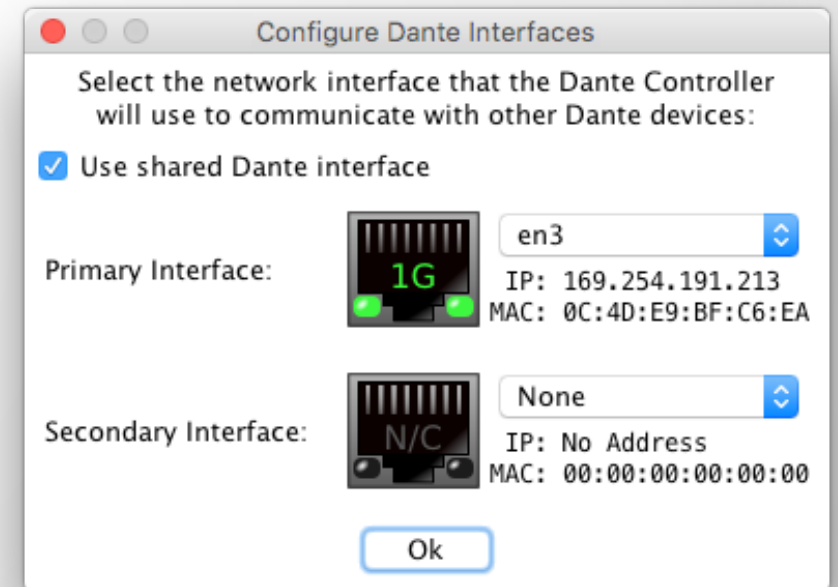 Configure Dante Interfaces
Select the network interface that the Dante Controller
will use to communicate with other Dante devices:
Use shared Dante interface
Primary Interface:
1G
en3
IP: 169.254.191.213
MAC: 0C:4D:E9:BF:C6:EA
Secondary Interface:
N/C
None
IP: No Address
MAC: 00:00:00:00:00:00
Ok